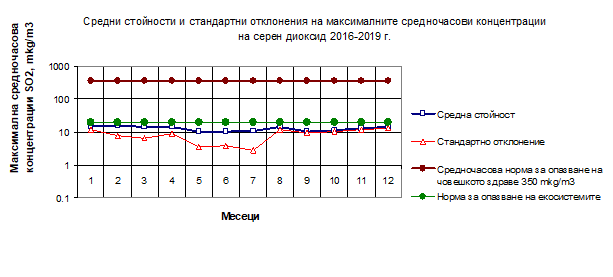 Средни стойности и стандартни отклонения на максималните средночасови концентрации
на серен диоксид 2016-2019 г.
Максимална средночасова
концентрации SO2, mkg/m3
1000
100
10
1
0.1
1 2 3 4 5 6 7 8 9 10 11 12
Месеци
Средна стойност
Стандартно отклонение
Средночасова норма за опазване на
човешкото здраве 350 mkg/m3
Норма за опазване на екосистемите